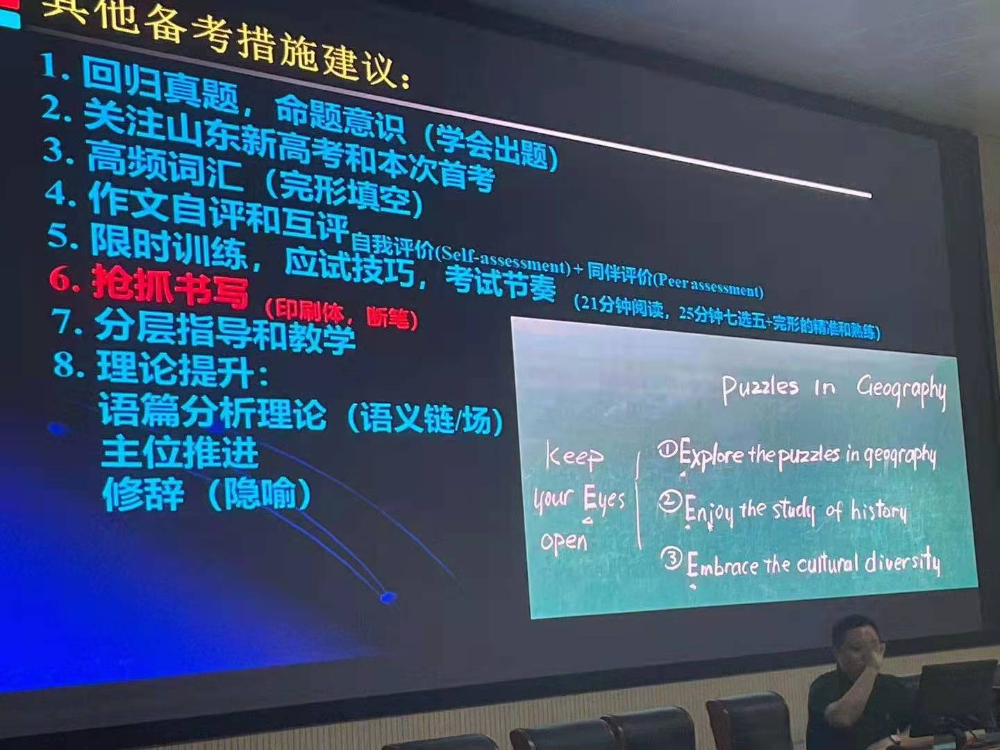 其他备考措施建议：
1. 回归真题，命题意识（学会出题）
2. 关注山东新高考和本次首考
3. 高频词汇（完形填空）
4. 作文自评和互评 自我评价(Self-assessment) + 同伴评价(Peer assessment)
5. 限时训练，应试技巧，考试节奏（21分钟阅读，25分钟七选五+完形的精准和熟练）
6. 抢抓书写（印刷体，断笔）
7. 分层指导和教学
8. 理论提升：
语篇分析理论（语义链/场）
主位推进
修辞（隐喻）
Puzzles In Geography
Keep
your Eyes
open
①Explore the puzzles in geography
②Enjoy the study of history
③Embrace the cultural diversity